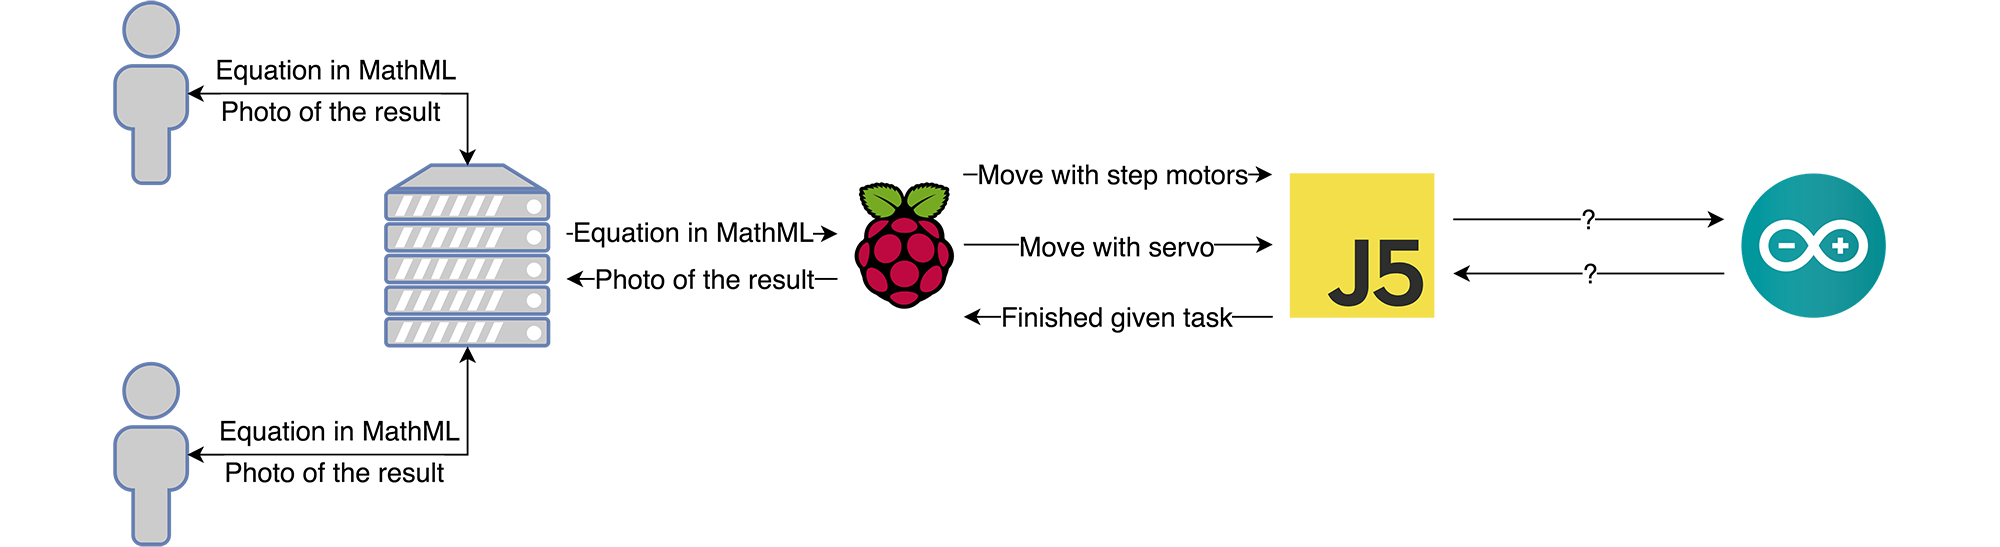 Equation in MathML
Photo of the result
Equation in MathML
Photo of the result
Move with step motors
Move with servo
Finished given task
J5
?
?
Equation in MathML
Photo of the result